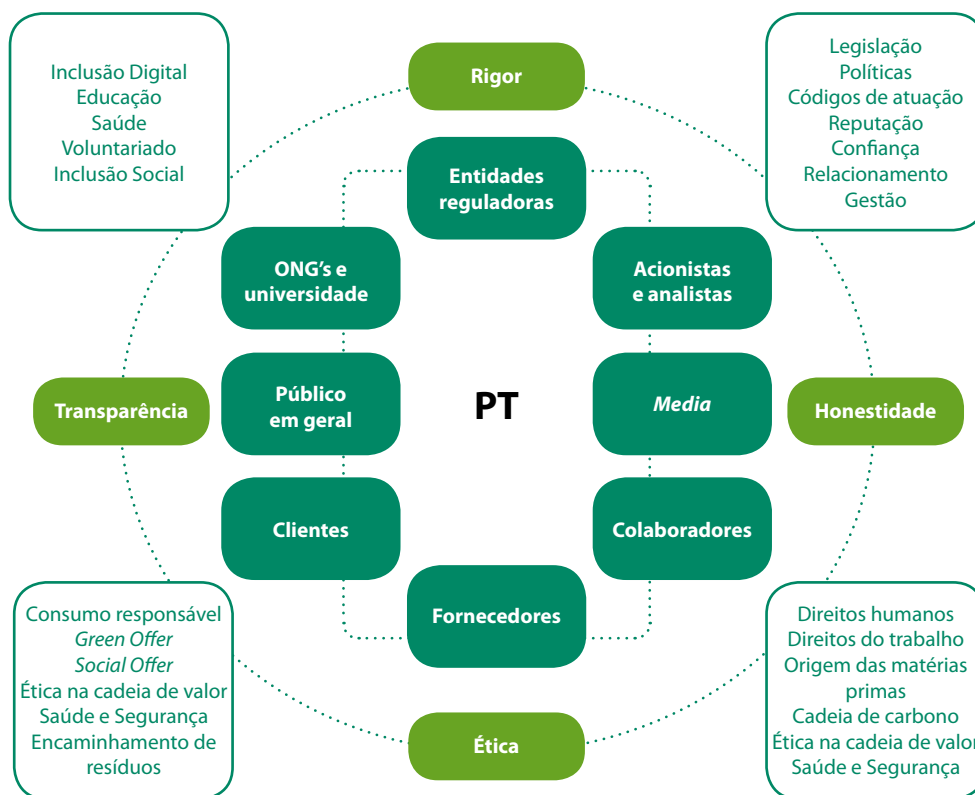 Inclusão Digital
Educação
Saúde
Voluntariado
Inclusão Social
Rigor
Legislação
Políticas
Códigos de atuação
Reputação
Confiança
Relacionamento
Gestão
Entidades
reguladoras
ONG's e
universidade
Acionistas
e analistas
Transparência
Público
em geral
PT
Media
Honestidade
Clientes
Colaboradores
Fornecedores
Consumo responsável
Green Offer
Social Offer
Ética na cadeia de valor
Saúde e Segurança
Encaminhamento de
resíduos
Ética
Direitos humanos
Direitos do trabalho
Origem das matérias
primas
Cadeia de carbono
Ética na cadeia de valor
Saúde e Segurança